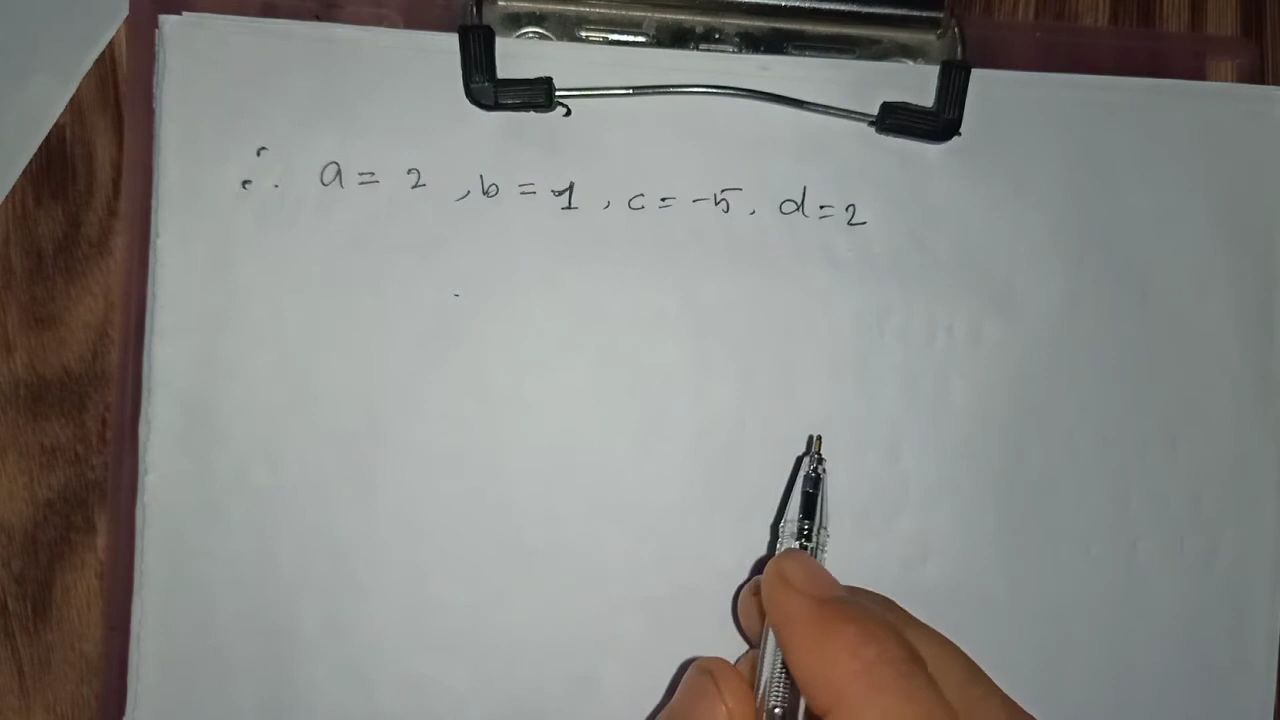 ∴ a = 2 , b = 1 , c = -5 , d = 2